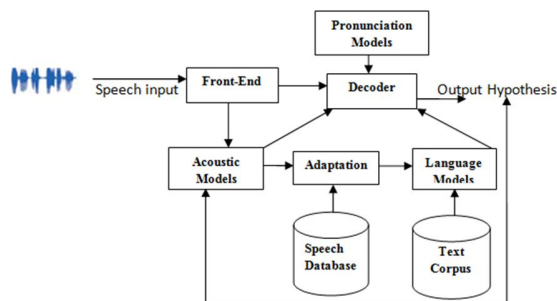 Pronunciation
Models
Speech input
Front-End
Decoder
Output Hypothesis
Acoustic
Models
Adaptation
Language
Models
Speech
Database
Text
Corpus